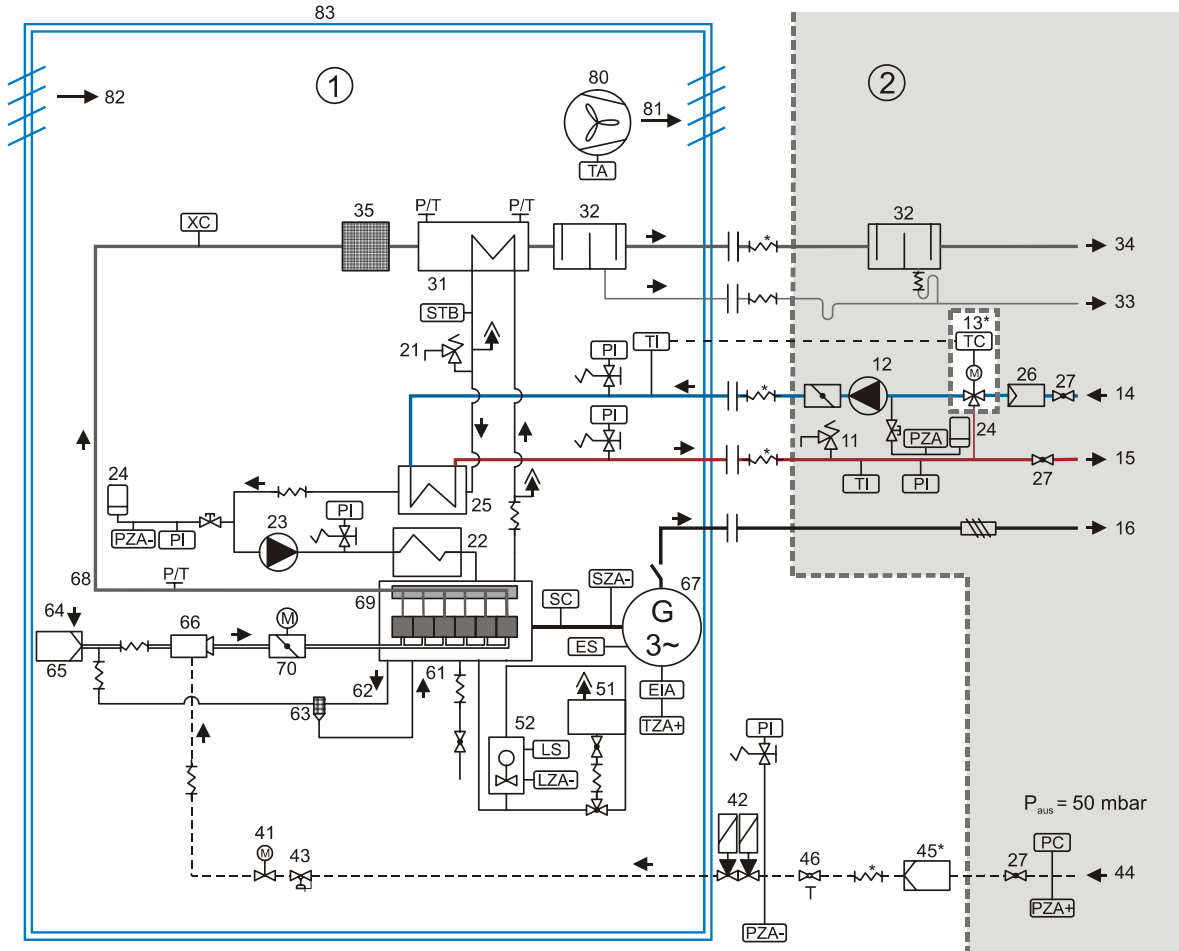 83
1
80
2
82
81
TA
XC
35
P/T
P/T
32
32
34
31
33
STB
13*
21
PI
TI
TC
M
12
26
27
14
PI
11
PZA
24
15
24
25
TI
PI
27
PZA-
PI
23
PI
22
16
68
P/T
SZA-
67
69
SC
G
3~
64
66
M
65
70
ES
62
61
EIA
63
51
TZA+
52
LS
PI
LZA-
42
P aus = 50 mbar
41
M
43
46
45*
27
PC
44
T
PZA-
PZA+
*
*
*
*